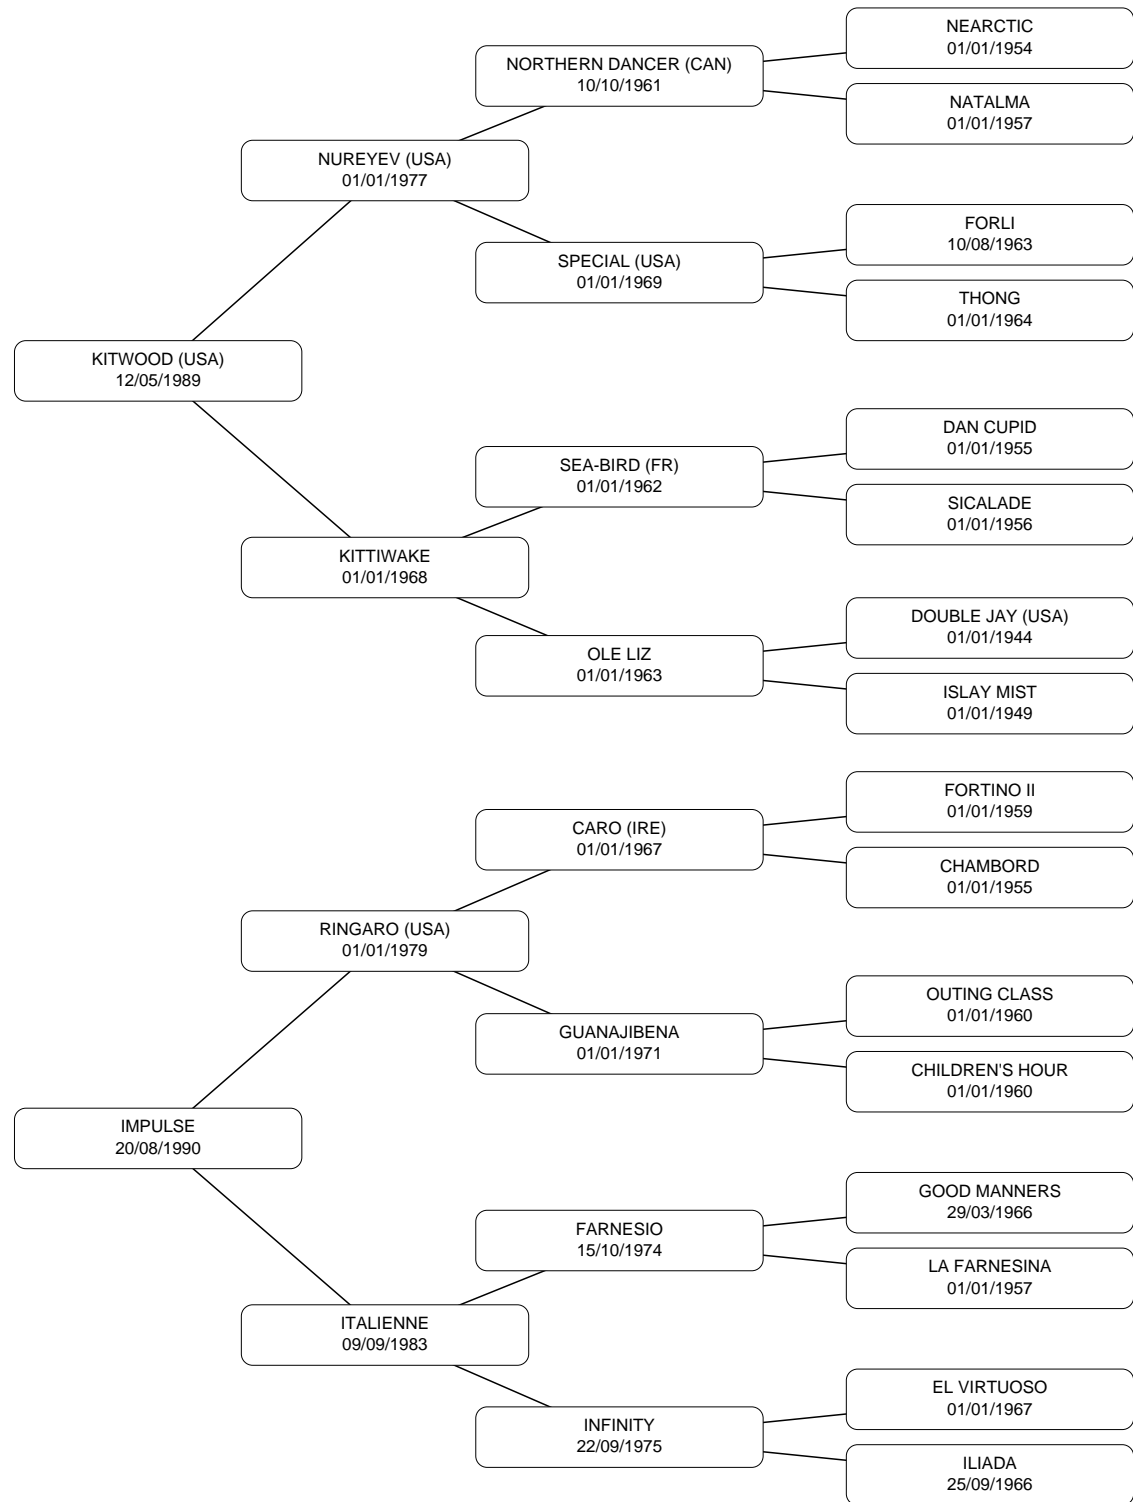 NEARCTIC
01/01/1954
NORTHERN DANCER (CAN)
10/10/1961
NATALMA
01/01/1957
NUREYEV (USA)
01/01/1977
FORLI
10/08/1963
SPECIAL (USA)
01/01/1969
THONG
01/01/1964
KITWOOD (USA)
12/05/1989
DAN CUPID
01/01/1955
SEA-BIRD (FR)
01/01/1962
SICALADE
01/01/1956
KITTIWAKE
01/01/1968
DOUBLE JAY (USA)
01/01/1944
OLE LIZ
01/01/1963
ISLAY MIST
01/01/1949
FORTINO II
01/01/1959
CARO (IRE)
01/01/1967
CHAMBORD
01/01/1955
RINGARO (USA)
01/01/1979
OUTING CLASS
01/01/1960
GUANAJIBENA
01/01/1971
CHILDREN'S HOUR
01/01/1960
IMPULSE
20/08/1990
GOOD MANNERS
29/03/1966
FARNESIO
15/10/1974
LA FARNESINA
01/01/1957
ITALIENNE
09/09/1983
EL VIRTUOSO
01/01/1967
INFINITY
22/09/1975
ILIADA
25/09/1966